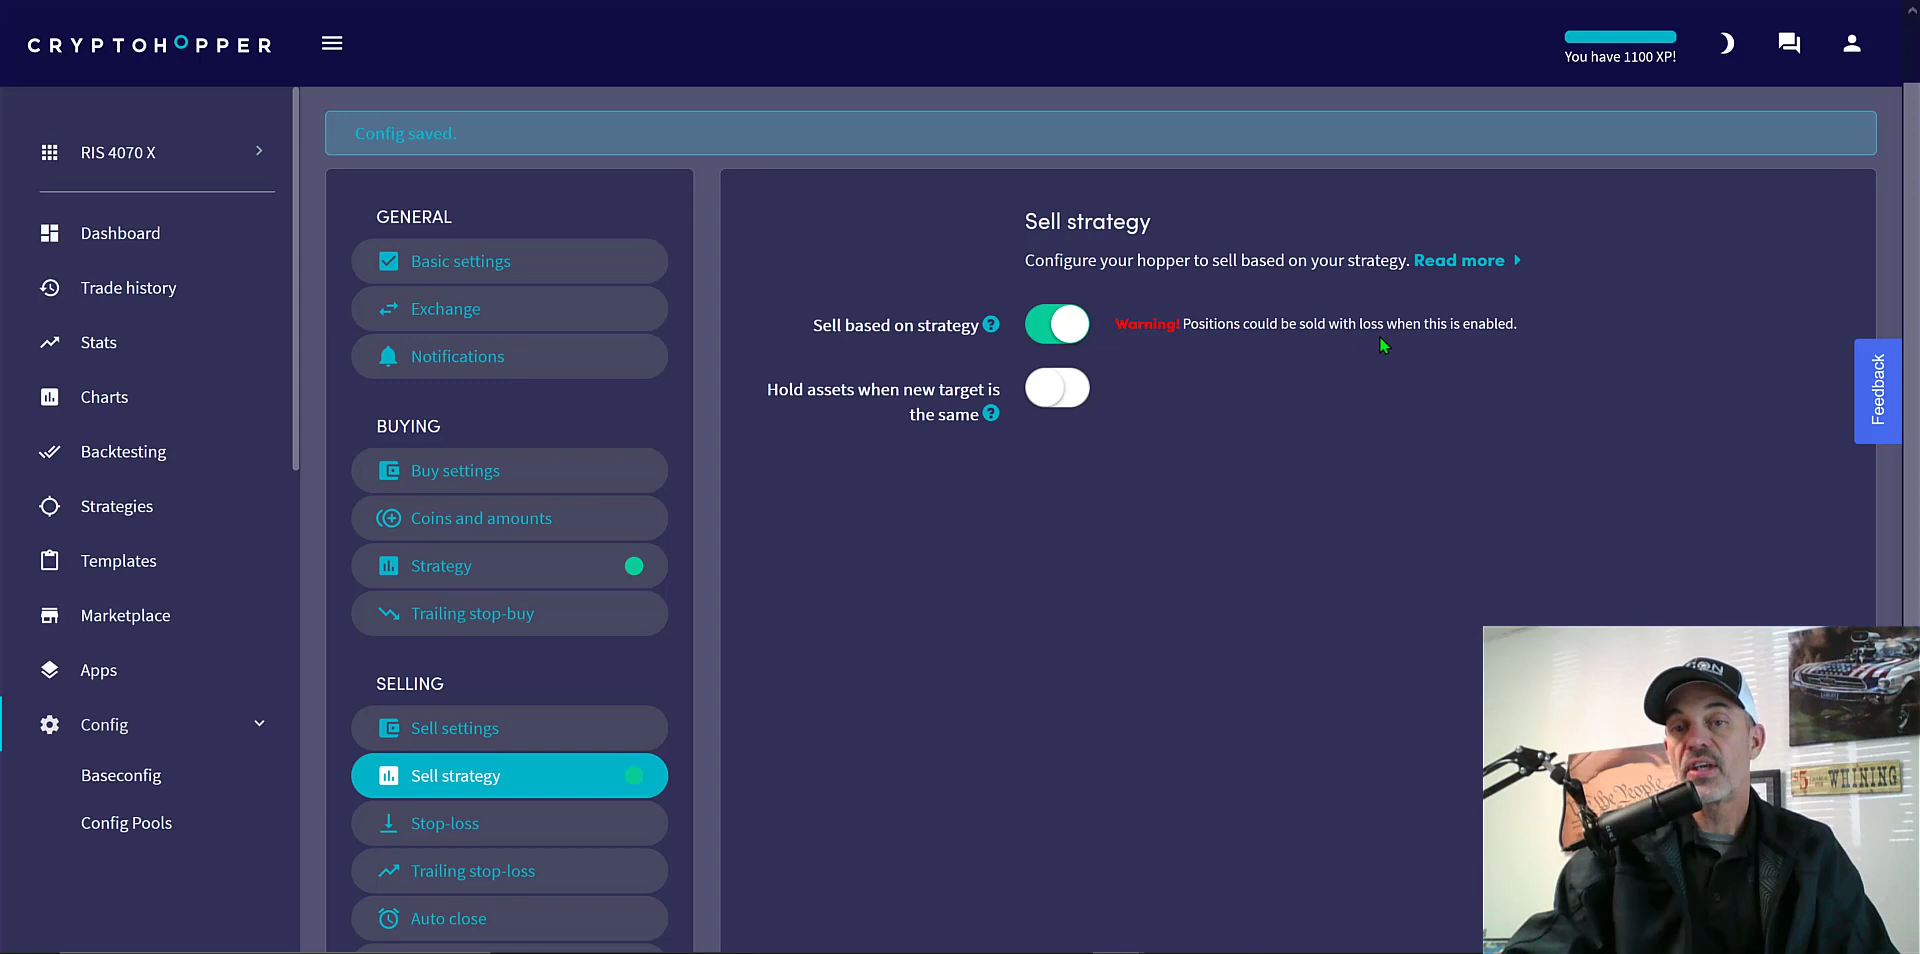 CRYPTOHOPPER
You have 1100 XP!
Config saved.
RIS 4070 X
Dashboard
Trade history
Stats
Charts
Backtesting
Strategies
Templates
Marketplace
Apps
Config
Baseconfig
Config Pools
GENERAL
Basic settings
Exchange
Notifications
BUYING
Buy settings
Coins and amounts
Strategy
Trailing stop-buy
SELLING
Sell settings
Sell strategy
Stop-loss
Trailing stop-loss
Auto close
Sell strategy
Configure your hopper to sell based on your strategy. Read more
Sell based on strategy ?
Warning! Positions could be sold with loss when this is enabled.
Hold assets when new target is
the same ?
Feedback
We the People
WHINING